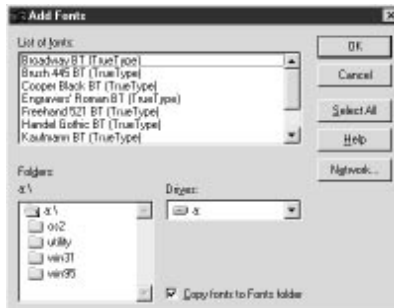 Add Fonts
List of fonts:
Broadway BT (TrueType)
Brush 445 BT (TrueType)
Cooper Black BT (TrueType)
Engravers' Roman BT (TrueType)
Freehand 521 BT (TrueType)
Handel Gothic BT (TrueType)
Kaufmann BT (TrueType)
OK
Cancel
Select All
Help
Network...
Folders:
a:\
a:\
os2
utility
win31
win95
Drives:
a:
Copy fonts to Fonts folder